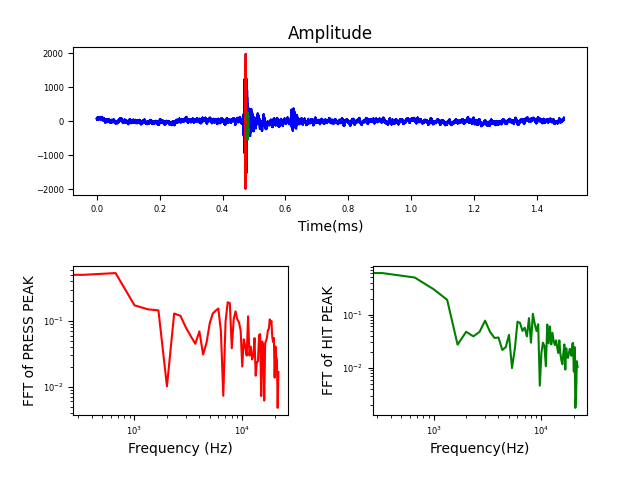 Amplitude
2000
1000
0
−1000
−2000
0.0 0.2 0.4 0.6 0.8 1.0 1.2 1.4
Time(ms)
FFT of PRESS PEAK
10⁻¹
10⁻²
10³ 10⁴
Frequency (Hz)
FFT of HIT PEAK
10⁻¹
10⁻²
10³ 10⁴
Frequency(Hz)